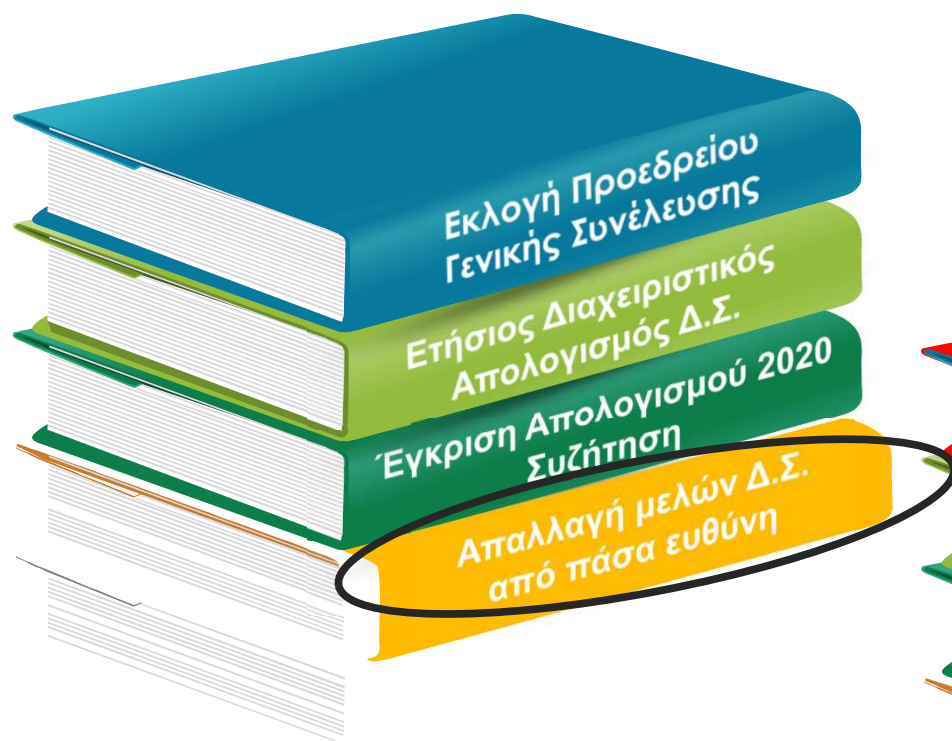 Εκλογή Προεδρείου
Γενικής Συνέλευσης
Ετήσιος Διαχειριστικός
Απολογισμός Δ.Σ.
Έγκριση Απολογισμού 2020
Συζήτηση
Απαλλαγή μελών Δ.Σ.
από πάσα ευθύνη